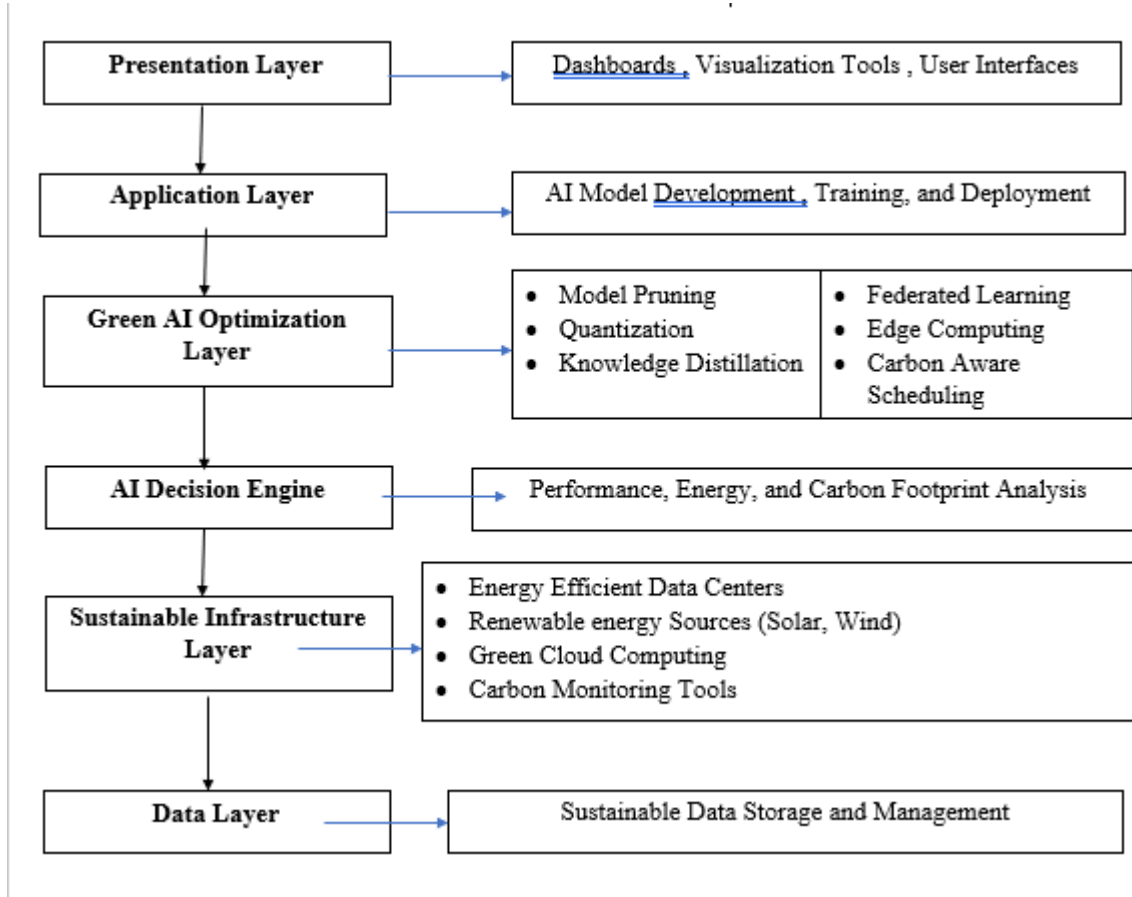 Presentation Layer
Dashboards , Visualization Tools , User Interfaces
Application Layer
AI Model Development , Training, and Deployment
Green AI Optimization
Layer
• Model Pruning
• Quantization
• Knowledge Distillation
• Federated Learning
• Edge Computing
• Carbon Aware
Scheduling
AI Decision Engine
Performance, Energy, and Carbon Footprint Analysis
Sustainable Infrastructure
Layer
• Energy Efficient Data Centers
• Renewable energy Sources (Solar, Wind)
• Green Cloud Computing
• Carbon Monitoring Tools
Data Layer
Sustainable Data Storage and Management